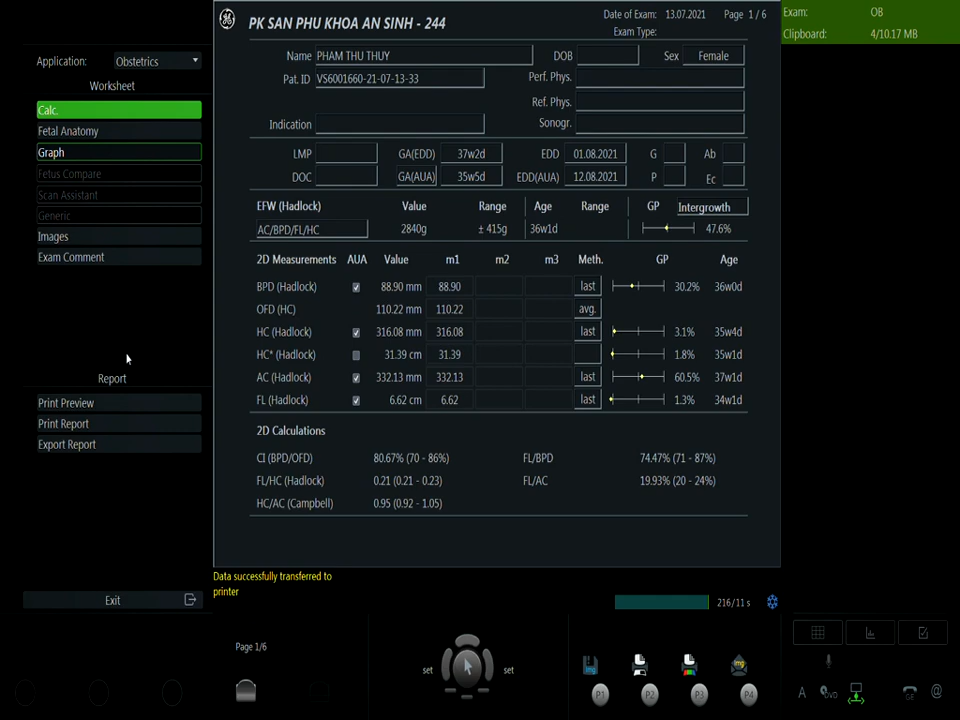 PK SAN PHU KHOA AN SINH - 244
Date of Exam: 13.07.2021 Page 1 / 6
Exam Type:
Exam: OB
Clipboard: 4/10.17 MB
Application: Obstetrics
Worksheet
Calc.
Fetal Anatomy
Graph
Fetus Compare
Scan Assistant
Generic
Images
Exam Comment
Report
Print Preview
Print Report
Export Report
Exit
Name PHAM THU THUY DOB Sex Female
Pat. ID VS6001660-21-07-13-33 Perf. Phys.
Ref. Phys.
Indication Sonogr.
LMP GA(EDD) 37w2d EDD 01.08.2021 G Ab
DOC GA(AUA) 35w5d EDD(AUA) 12.08.2021 P Ec
EFW (Hadlock) Value Range Age Range GP Intergrowth
AC/BPD/FL/HC 2840g ± 415g 36w1d 47.6%
2D Measurements AUA Value m1 m2 m3 Meth. GP Age
BPD (Hadlock) 88.90 mm 88.90 last 30.2% 36w0d
OFD (HC) 110.22 mm 110.22 avg.
HC (Hadlock) 316.08 mm 316.08 last 3.1% 35w4d
HC* (Hadlock) 31.39 cm 31.39 1.8% 35w1d
AC (Hadlock) 332.13 mm 332.13 last 60.5% 37w1d
FL (Hadlock) 6.62 cm 6.62 last 1.3% 34w1d
2D Calculations
CI (BPD/OFD) 80.67% (70 - 86%) FL/BPD 74.47% (71 - 87%)
FL/HC (Hadlock) 0.21 (0.21 - 0.23) FL/AC 19.93% (20 - 24%)
HC/AC (Campbell) 0.95 (0.92 - 1.05)
Data successfully transferred to
printer
216/11 s
Page 1/6
set set
P1 P2 P3 P4
img
A DVD @